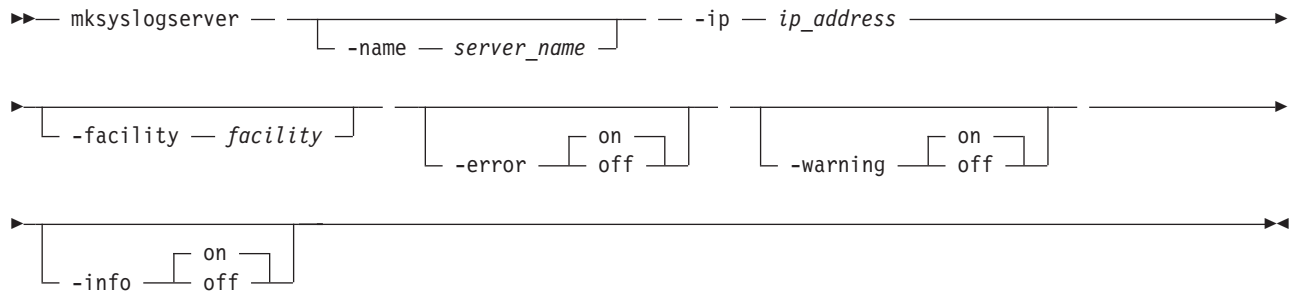 mksyslogserver -ip ip_address
-name server_name
-facility facility
on on
-error off -warning off
on
-info off